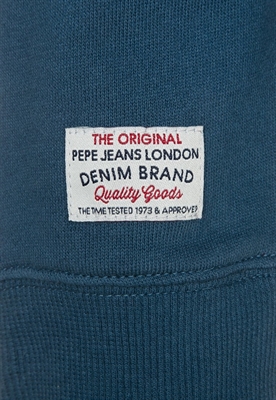 THE ORIGINAL
PEPE JEANS LONDON
DENIM BRAND
Quality Goods
THE TIME TESTED 1973 & APPROVED